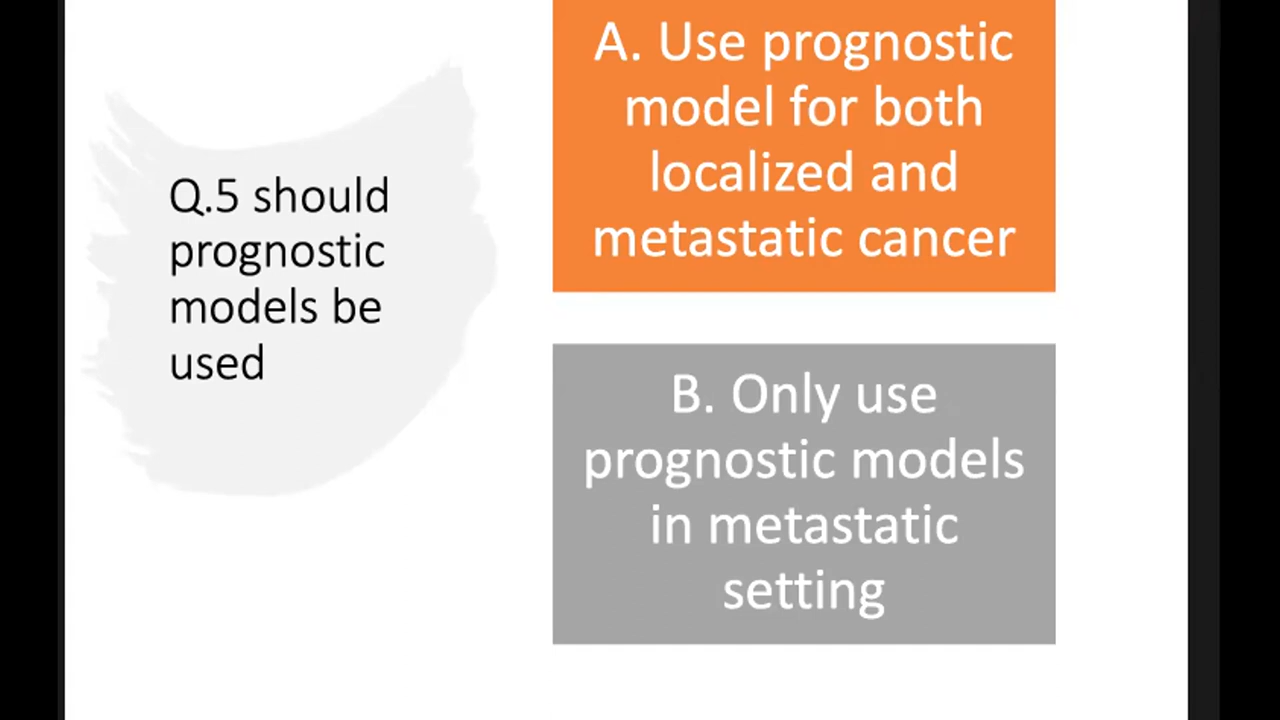 Q.5 should
prognostic
models be
used
A. Use prognostic
model for both
localized and
metastatic cancer
B. Only use
prognostic models
in metastatic
setting